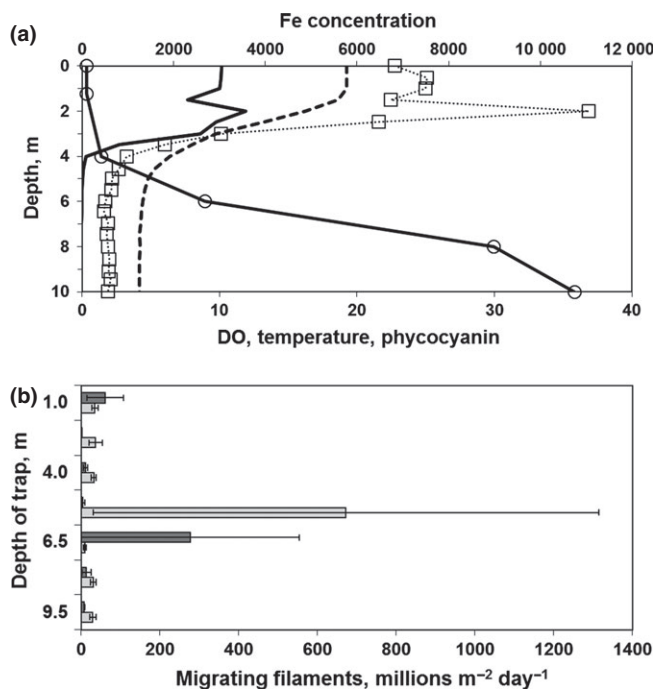 (a)
Fe concentration
0 2000 4000 6000 8000 10 000 12 000
Depth, m
0
2
4
6
8
10
0 10 20 30 40
DO, temperature, phycocyanin
(b)
Depth of trap, m
1.0
4.0
6.5
9.5
0 200 400 600 800 1000 1200 1400
Migrating filaments, millions m⁻² day⁻¹